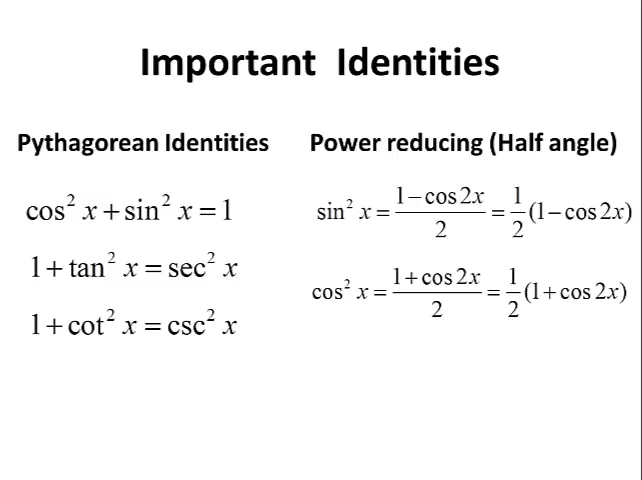 Important Identities
Pythagorean Identities
cos² x + sin² x = 1
1 + tan² x = sec² x
1 + cot² x = csc² x
Power reducing (Half angle)
sin² x = (1 − cos 2x)/2 = 1/2 (1 − cos 2x)
cos² x = (1 + cos 2x)/2 = 1/2 (1 + cos 2x)